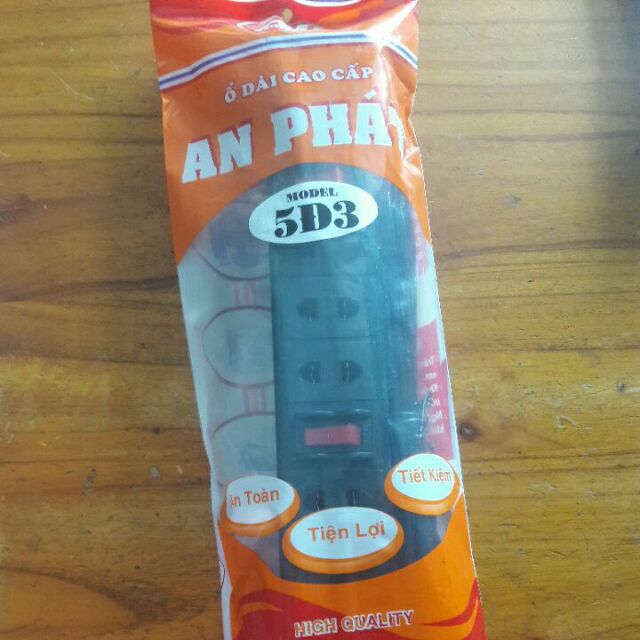 Ổ DÀI CAO CẤP
AN PHÁT
MODEL
5D3
An Toàn
Tiện Lợi
Tiết Kiệm
HIGH QUALITY